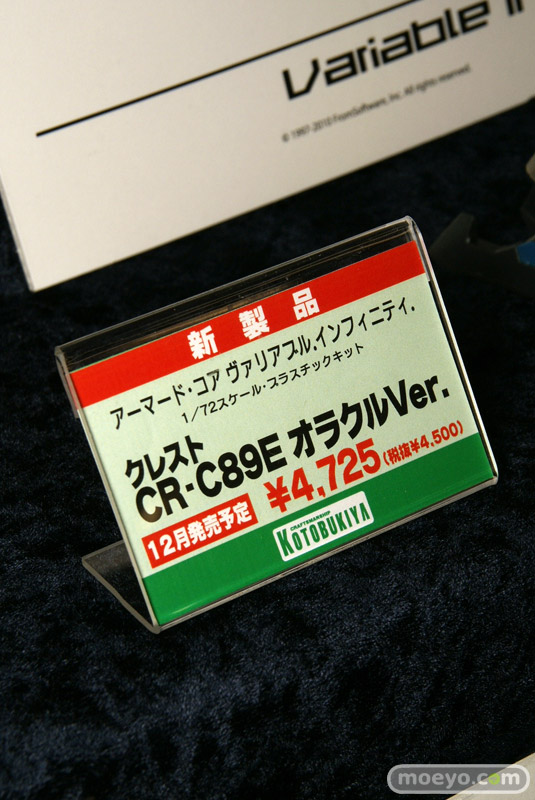 Variable
© 1997-2010 FromSoftware, Inc. All rights reserved.
新製品
アーマード・コア ヴァリアブル.インフィニティ.
1/72スケール・プラスチックキット
クレスト
CR-C89E オラクルVer.
12月発売予定 ¥4,725(税抜¥4,500)
CRAFTSMANSHIP
KOTOBUKIYA
moeyo.com